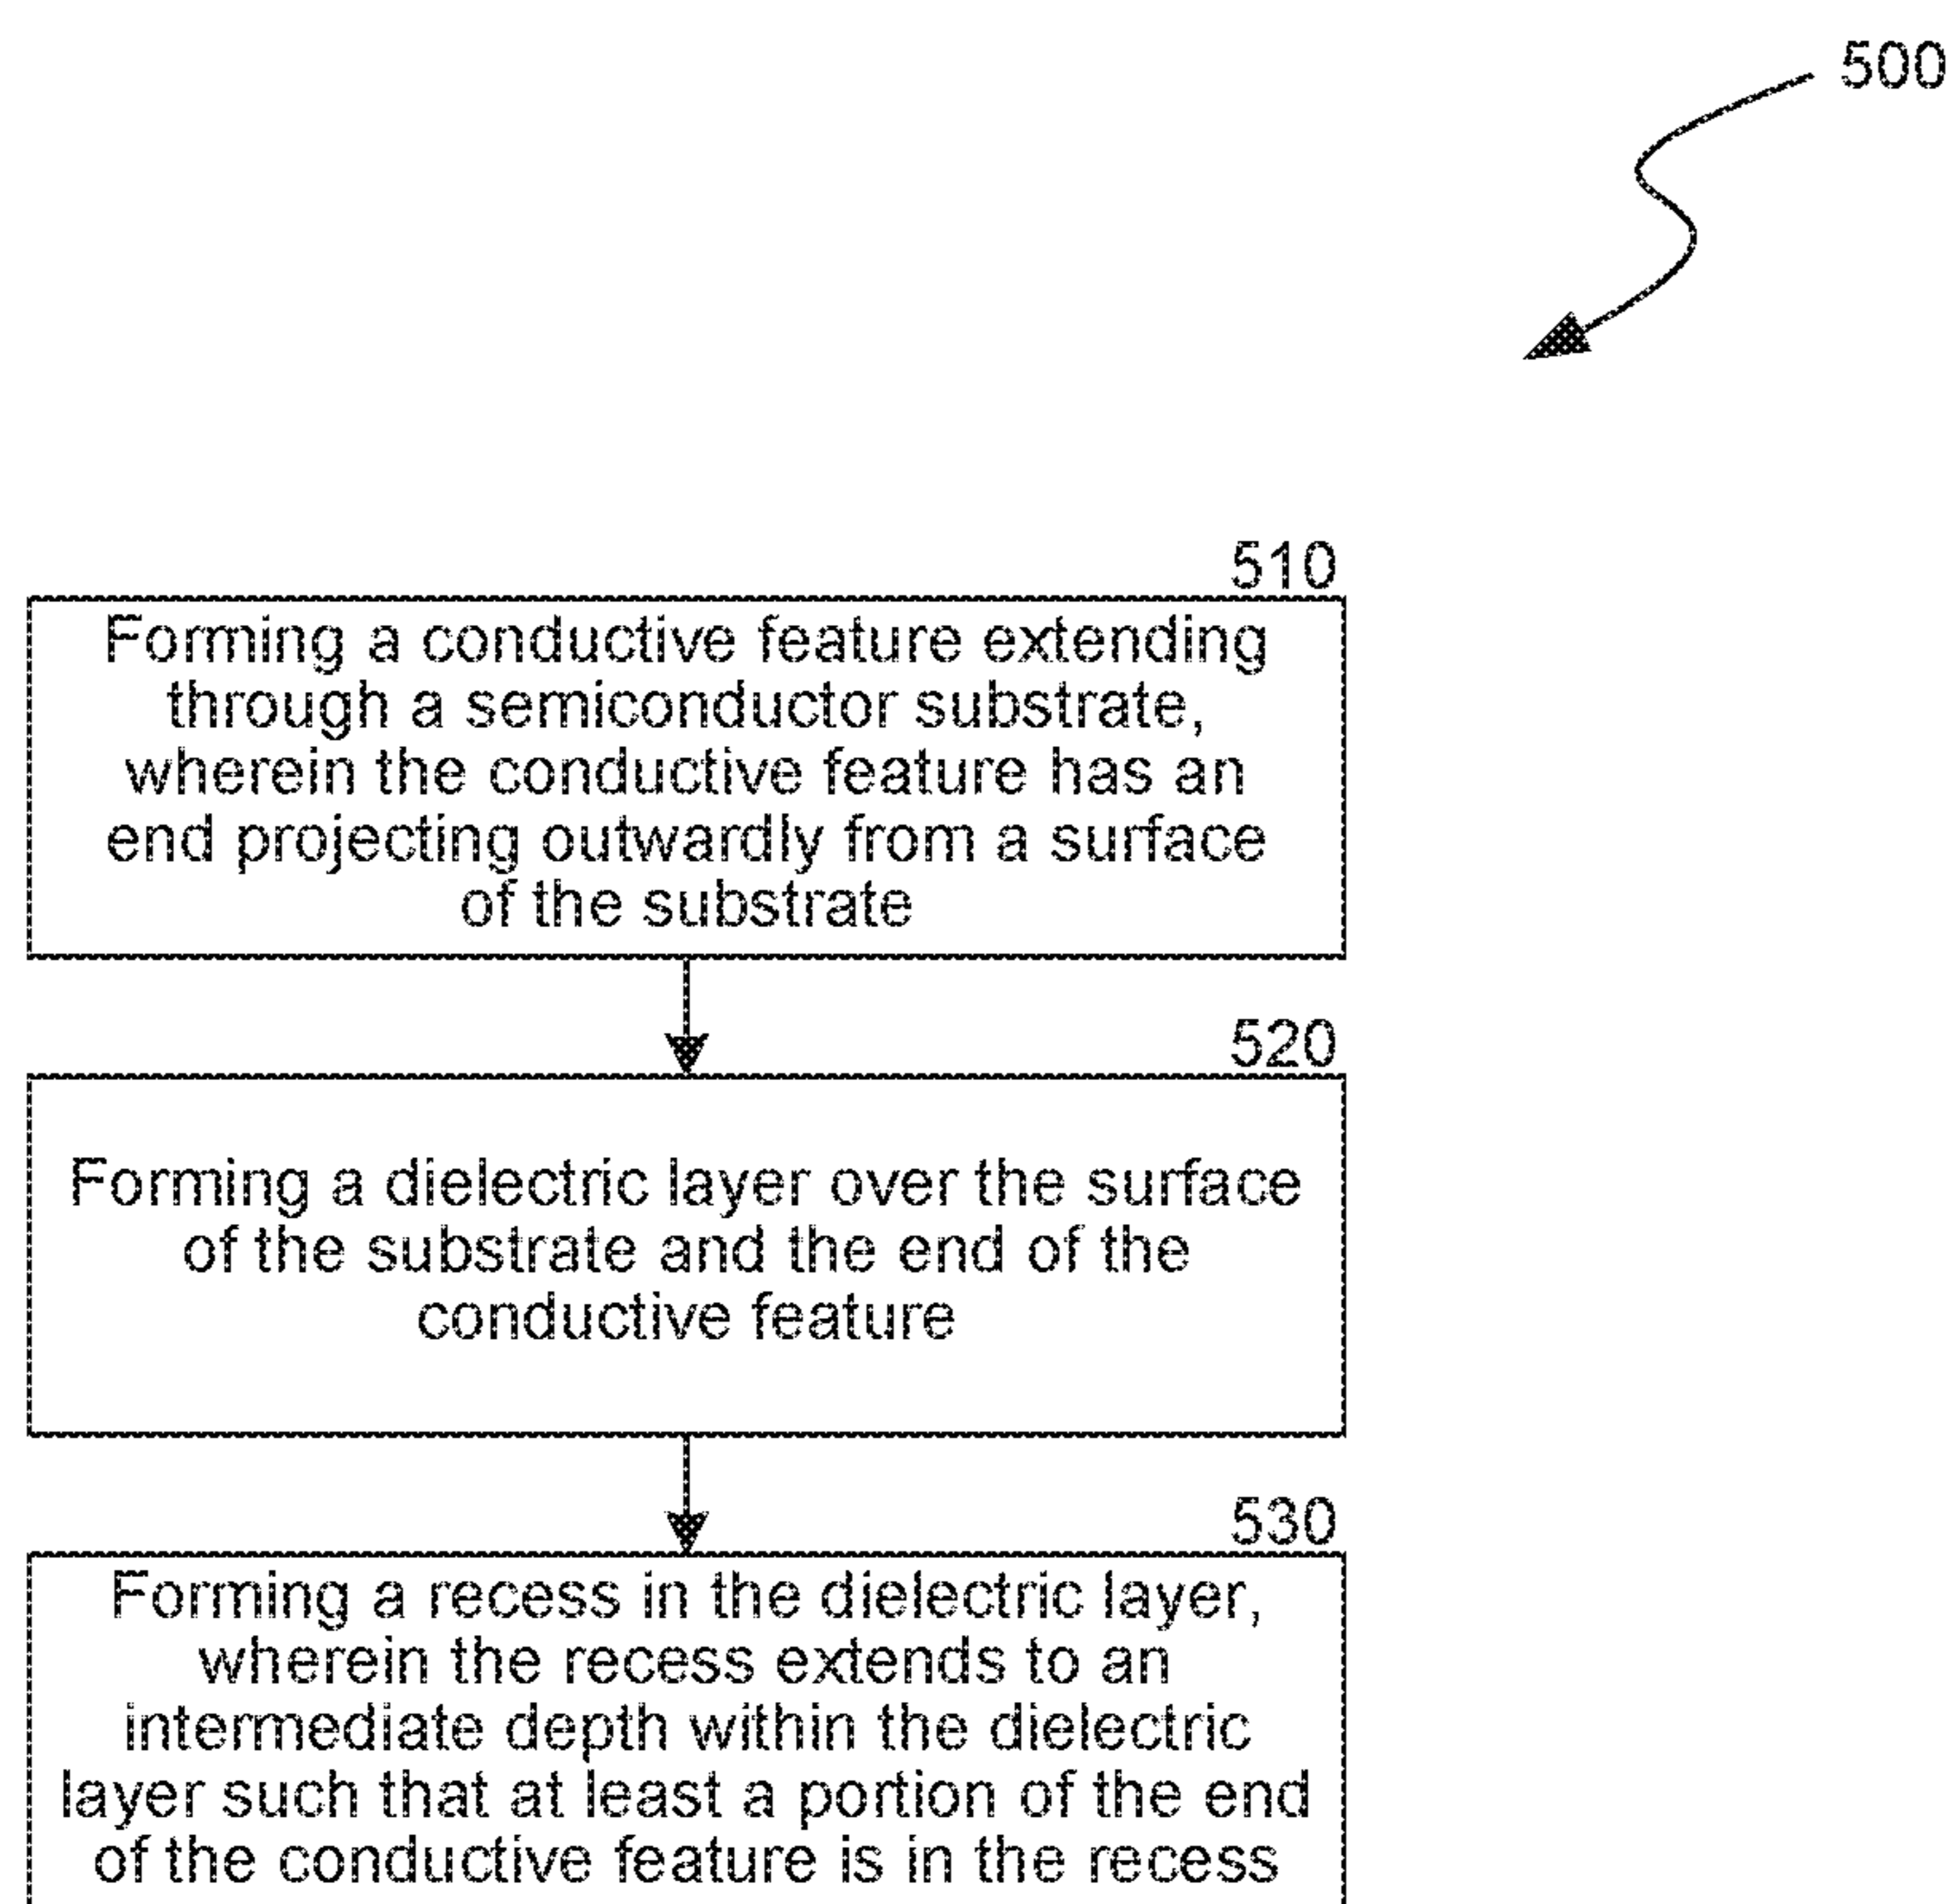 500
510
Forming a conductive feature extending
through a semiconductor substrate,
wherein the conductive feature has an
end projecting outwardly from a surface
of the substrate
520
Forming a dielectric layer over the surface
of the substrate and the end of the
conductive feature
530
Forming a recess in the dielectric layer,
wherein the recess extends to an
intermediate depth within the dielectric
layer such that at least a portion of the end
of the conductive feature is in the recess